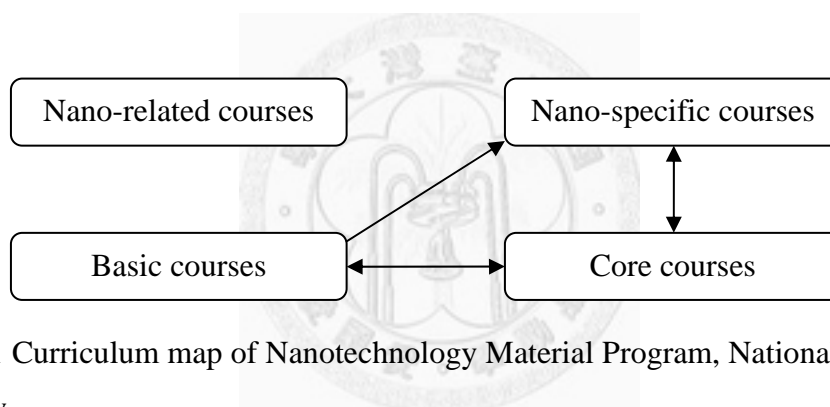 Nano-related courses
Nano-specific courses
Basic courses
Core courses
Curriculum map of Nanotechnology Material Program, Nationa